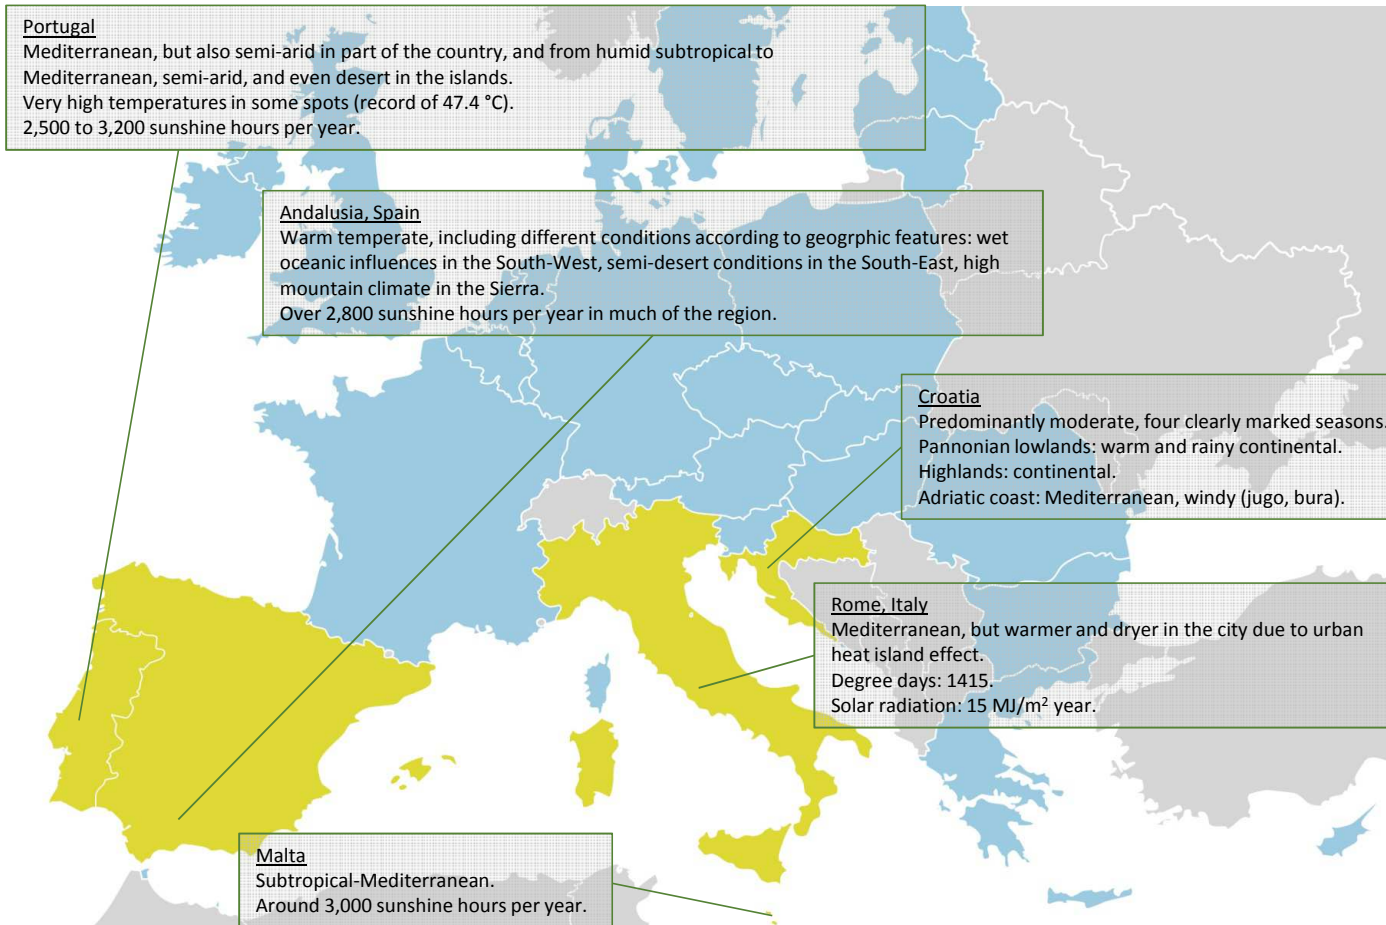 Portugal
Mediterranean, but also semi-arid in part of the country, and from humid subtropical to
Mediterranean, semi-arid, and even desert in the islands.
Very high temperatures in some spots (record of 47.4 °C).
2,500 to 3,200 sunshine hours per year.
Andalusia, Spain
Warm temperate, including different conditions according to geogrphic features: wet
oceanic influences in the South-West, semi-desert conditions in the South-East, high
mountain climate in the Sierra.
Over 2,800 sunshine hours per year in much of the region.
Croatia
Predominantly moderate, four clearly marked seasons.
Pannonian lowlands: warm and rainy continental.
Highlands: continental.
Adriatic coast: Mediterranean, windy (jugo, bura).
Rome, Italy
Mediterranean, but warmer and dryer in the city due to urban
heat island effect.
Degree days: 1415.
Solar radiation: 15 MJ/m² year.
Malta
Subtropical-Mediterranean.
Around 3,000 sunshine hours per year.